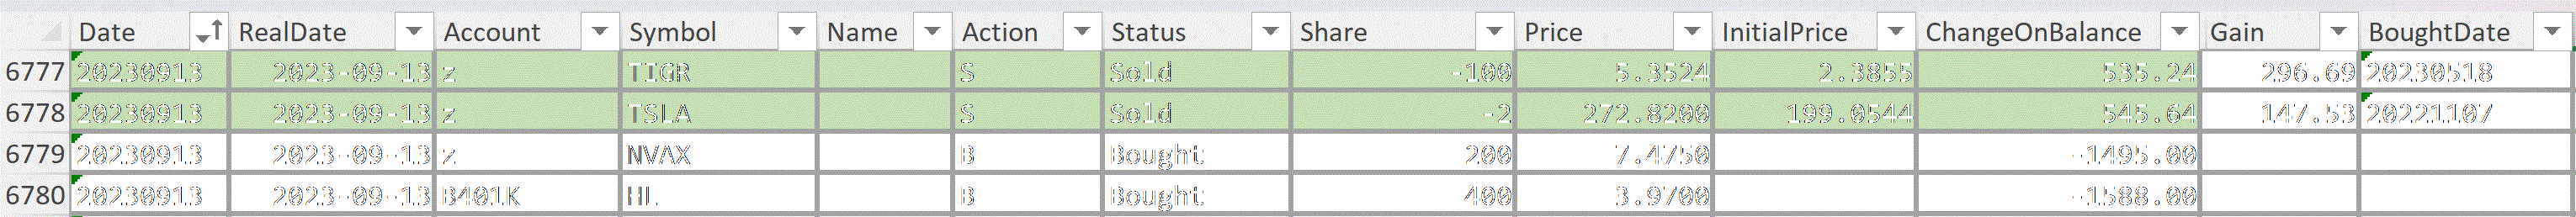 Date RealDate Account Symbol Name Action Status Share Price InitialPrice ChangeOnBalance Gain BoughtDate
6777 20230913 2023-09-13 z TIGR S Sold -100 5.3524 2.3855 535.24 296.69 20230518
6778 20230913 2023-09-13 z TSLA S Sold -2 272.8200 199.0544 545.64 147.53 20221107
6779 20230913 2023-09-13 z NVAX B Bought 200 7.4750 -1495.00
6780 20230913 2023-09-13 B401K HL B Bought 400 3.9700 -1588.00